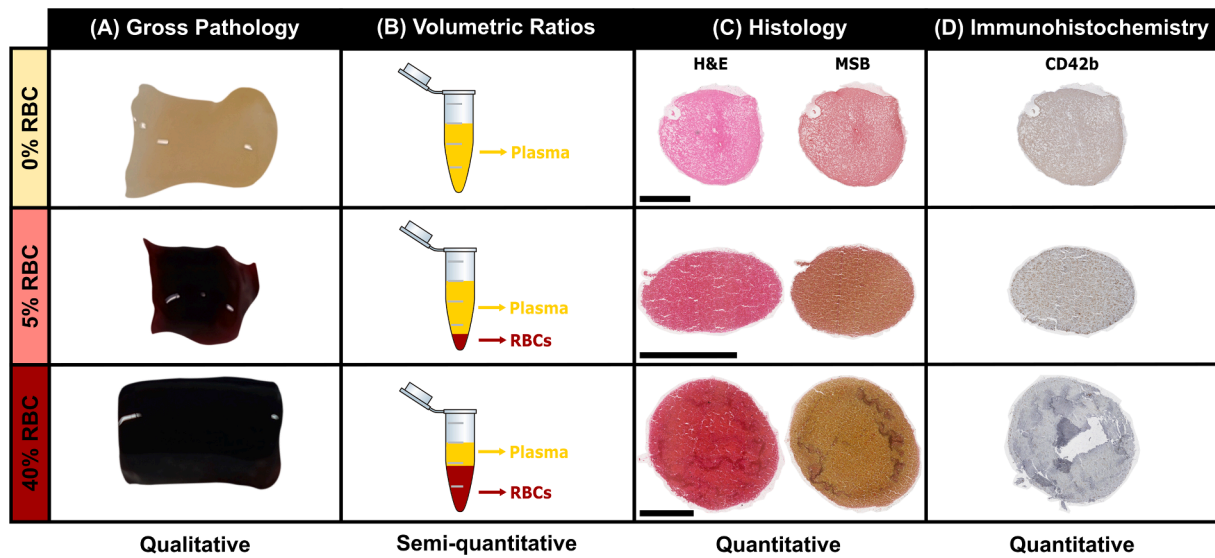 (A) Gross Pathology
(B) Volumetric Ratios
(C) Histology
(D) Immunohistochemistry
0% RBC
H&E
MSB
CD42b
Plasma
5% RBC
Plasma
RBCs
40% RBC
Plasma
RBCs
Qualitative
Semi-quantitative
Quantitative
Quantitative